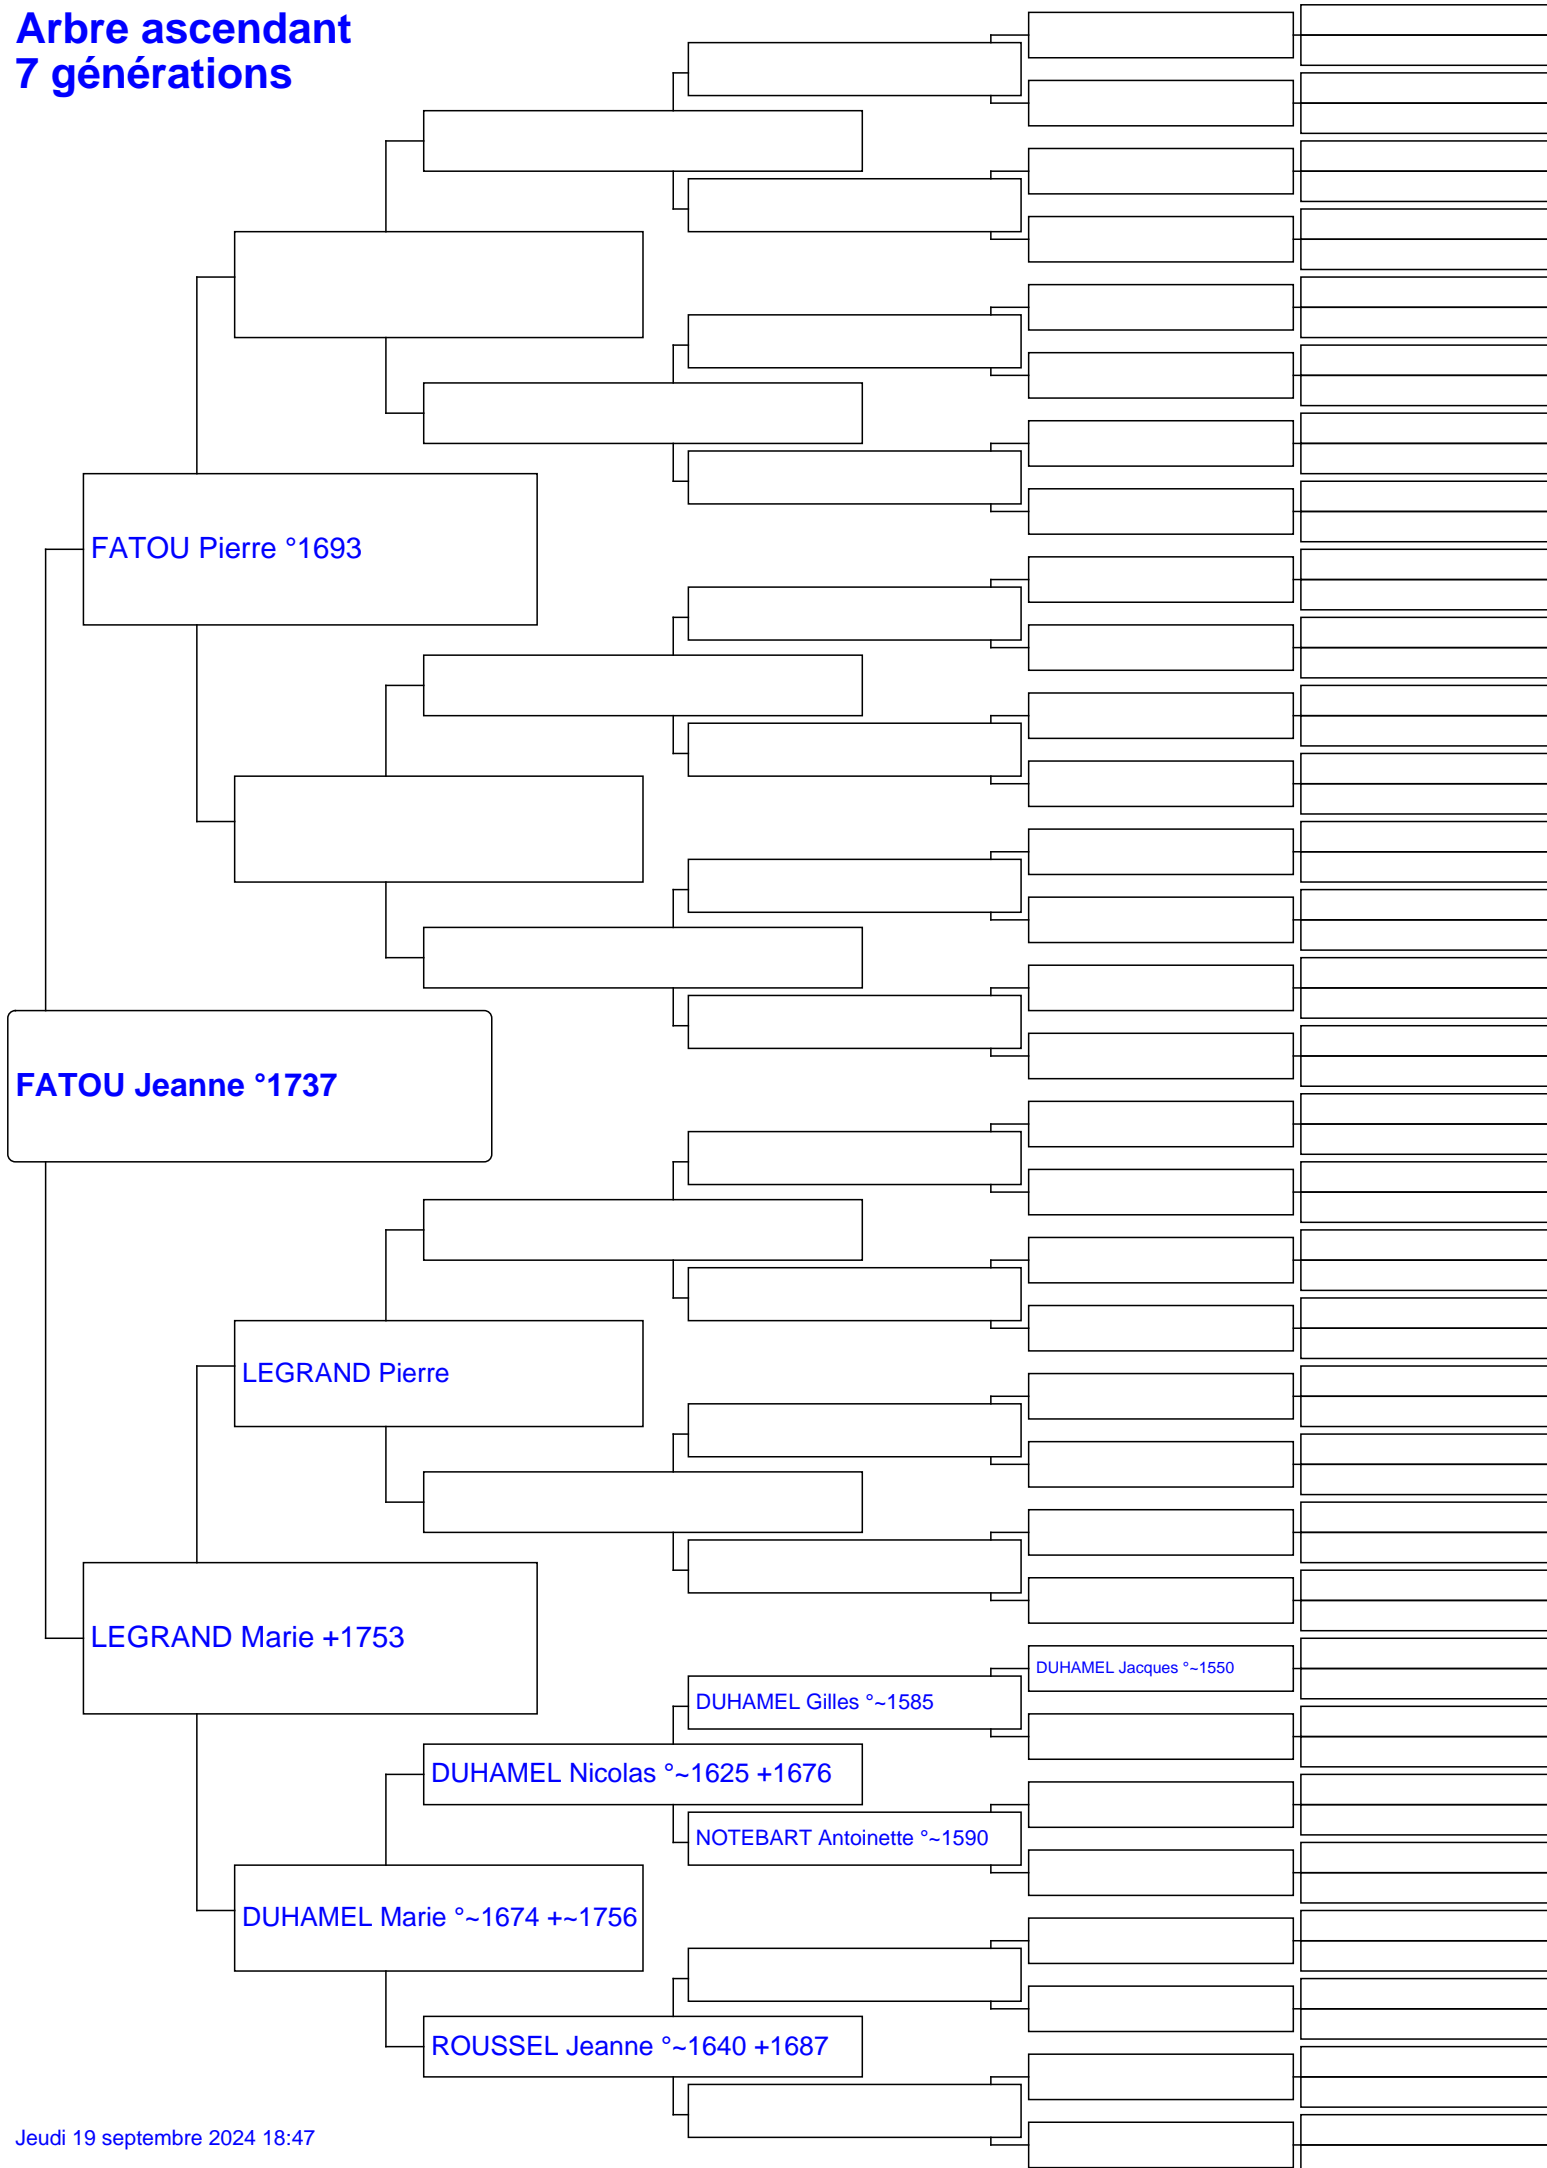 Arbre ascendant
7 générations
FATOU Pierre °1693
FATOU Jeanne °1737
LEGRAND Pierre
LEGRAND Marie +1753
DUHAMEL Jacques °~1550
DUHAMEL Gilles °~1585
DUHAMEL Nicolas °~1625 +1676
NOTEBART Antoinette °~1590
DUHAMEL Marie °~1674 +~1756
ROUSSEL Jeanne °~1640 +1687
Jeudi 19 septembre 2024 18:47